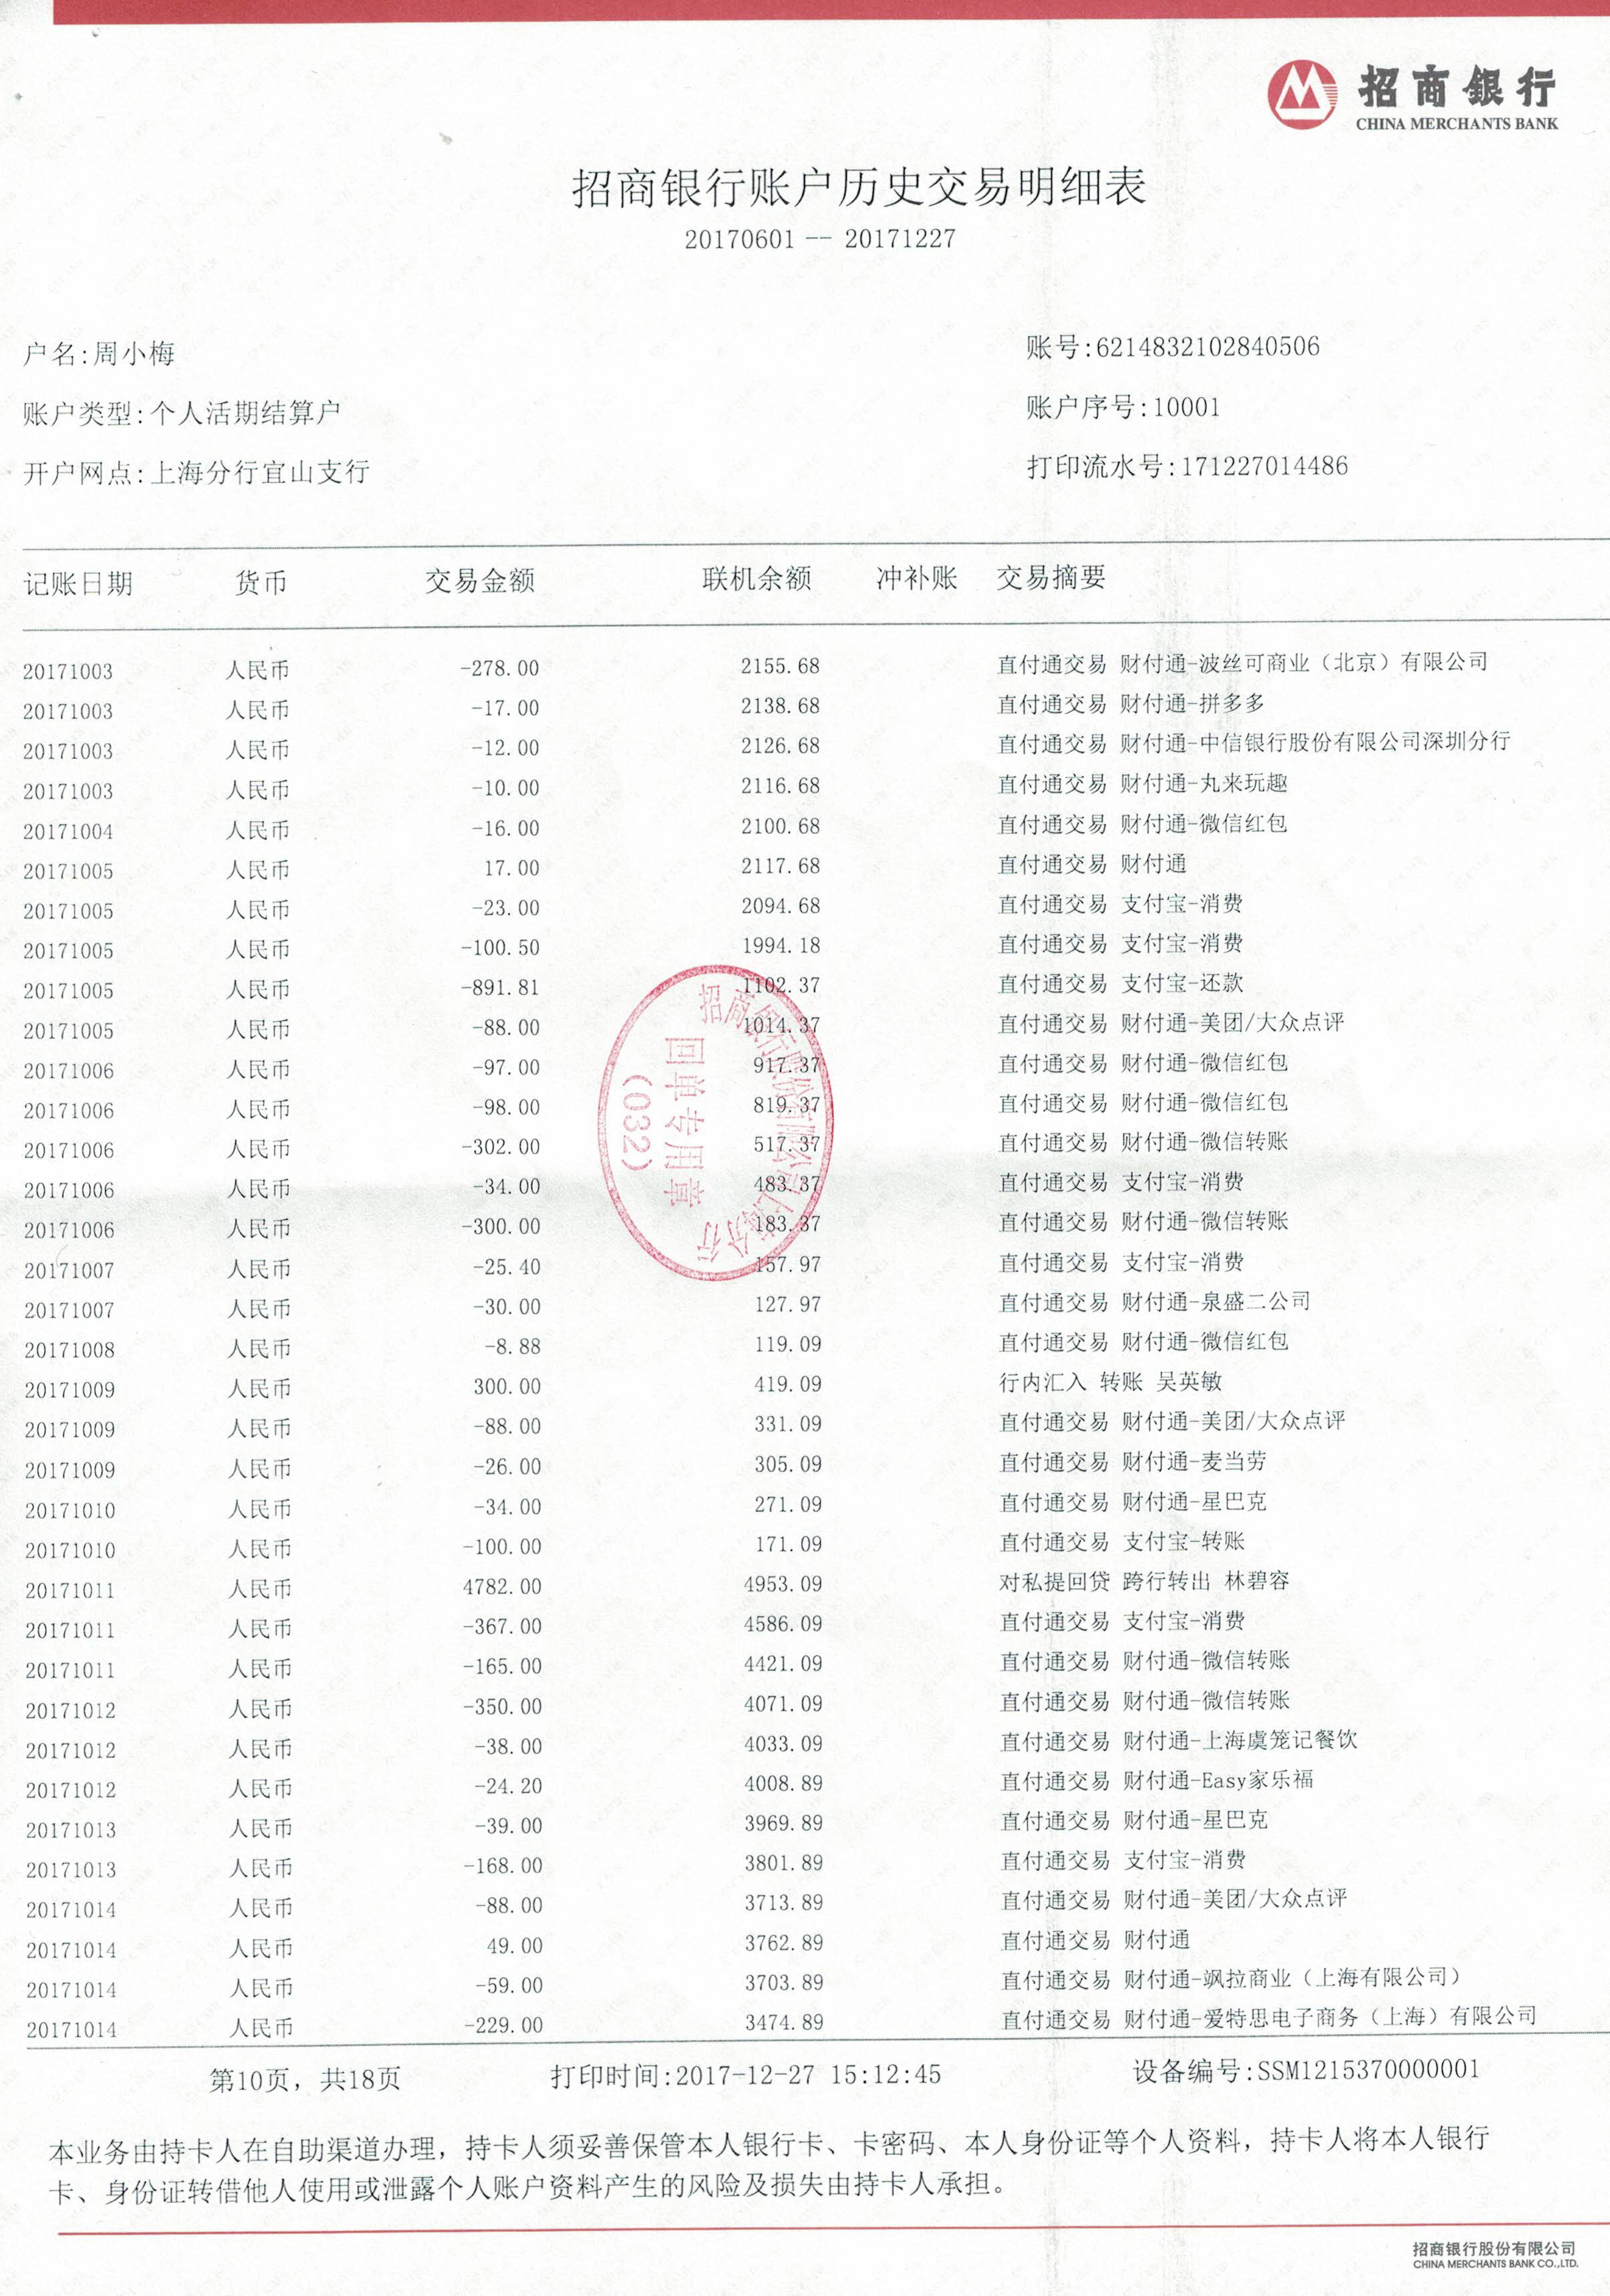 招商銀行
CHINA MERCHANTS BANK
招商银行账户历史交易明细表
20170601 -- 20171227
户名:周小梅 账号:6214832102840506
账户类型:个人活期结算户 账户序号:10001
开户网点:上海分行宜山支行 打印流水号:171227014486
记账日期 货币 交易金额 联机余额 冲补账 交易摘要
20171003 人民币 -278.00 2155.68 直付通交易 财付通-波丝可商业（北京）有限公司
20171003 人民币 -17.00 2138.68 直付通交易 财付通-拼多多
20171003 人民币 -12.00 2126.68 直付通交易 财付通-中信银行股份有限公司深圳分行
20171003 人民币 -10.00 2116.68 直付通交易 财付通-丸来玩趣
20171004 人民币 -16.00 2100.68 直付通交易 财付通-微信红包
20171005 人民币 17.00 2117.68 直付通交易 财付通
20171005 人民币 -23.00 2094.68 直付通交易 支付宝-消费
20171005 人民币 -100.50 1994.18 直付通交易 支付宝-消费
20171005 人民币 -891.81 1102.37 直付通交易 支付宝-还款
20171005 人民币 -88.00 1014.37 直付通交易 财付通-美团/大众点评
20171006 人民币 -97.00 917.37 直付通交易 财付通-微信红包
20171006 人民币 -98.00 819.37 直付通交易 财付通-微信红包
20171006 人民币 -302.00 517.37 直付通交易 财付通-微信转账
20171006 人民币 -34.00 483.37 直付通交易 支付宝-消费
20171006 人民币 -300.00 183.37 直付通交易 财付通-微信转账
20171007 人民币 -25.40 157.97 直付通交易 支付宝-消费
20171007 人民币 -30.00 127.97 直付通交易 财付通-泉盛二公司
20171008 人民币 -8.88 119.09 直付通交易 财付通-微信红包
20171009 人民币 300.00 419.09 行内汇入 转账 吴英敏
20171009 人民币 -88.00 331.09 直付通交易 财付通-美团/大众点评
20171009 人民币 -26.00 305.09 直付通交易 财付通-麦当劳
20171010 人民币 -34.00 271.09 直付通交易 财付通-星巴克
20171010 人民币 -100.00 171.09 直付通交易 支付宝-转账
20171011 人民币 4782.00 4953.09 对私提回贷 跨行转出 林碧容
20171011 人民币 -367.00 4586.09 直付通交易 支付宝-消费
20171011 人民币 -165.00 4421.09 直付通交易 财付通-微信转账
20171012 人民币 -350.00 4071.09 直付通交易 财付通-微信转账
20171012 人民币 -38.00 4033.09 直付通交易 财付通-上海虞笼记餐饮
20171012 人民币 -24.20 4008.89 直付通交易 财付通-Easy家乐福
20171013 人民币 -39.00 3969.89 直付通交易 财付通-星巴克
20171013 人民币 -168.00 3801.89 直付通交易 支付宝-消费
20171014 人民币 -88.00 3713.89 直付通交易 财付通-美团/大众点评
20171014 人民币 49.00 3762.89 直付通交易 财付通
20171014 人民币 -59.00 3703.89 直付通交易 财付通-飒拉商业（上海有限公司）
20171014 人民币 -229.00 3474.89 直付通交易 财付通-爱特思电子商务（上海）有限公司
招商银行股份有限公司上海分行
回单专用章
(032)
第10页, 共18页 打印时间:2017-12-27 15:12:45 设备编号:SSM1215370000001
本业务由持卡人在自助渠道办理，持卡人须妥善保管本人银行卡、卡密码、本人身份证等个人资料，持卡人将本人银行
卡、身份证转借他人使用或泄露个人账户资料产生的风险及损失由持卡人承担。
招商银行股份有限公司
CHINA MERCHANTS BANK CO.,LTD.